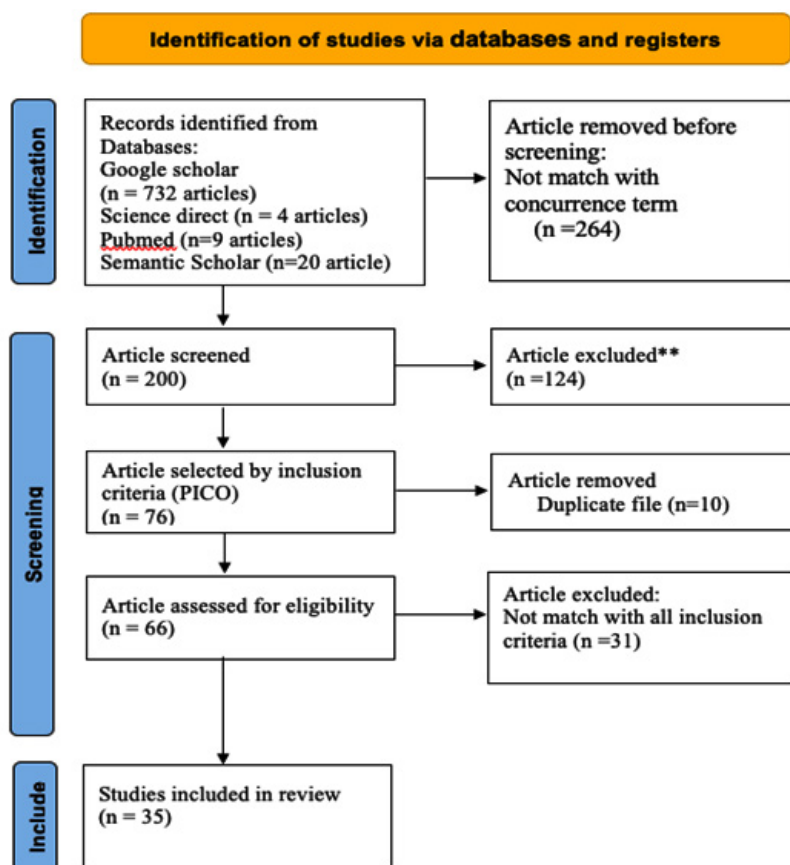 Identification of studies via databases and registers
Identification
Records identified from
Databases:
Google scholar
(n = 732 articles)
Science direct (n = 4 articles)
Pubmed (n=9 articles)
Semantic Scholar (n=20 article)
Article removed before
screening:
Not match with
concurrence term
(n =264)
Screening
Article screened
(n = 200)
Article excluded**
(n =124)
Article selected by inclusion
criteria (PICO)
(n = 76)
Article removed
Duplicate file (n=10)
Article assessed for eligibility
(n = 66)
Article excluded:
Not match with all inclusion
criteria (n =31)
Include
Studies included in review
(n = 35)